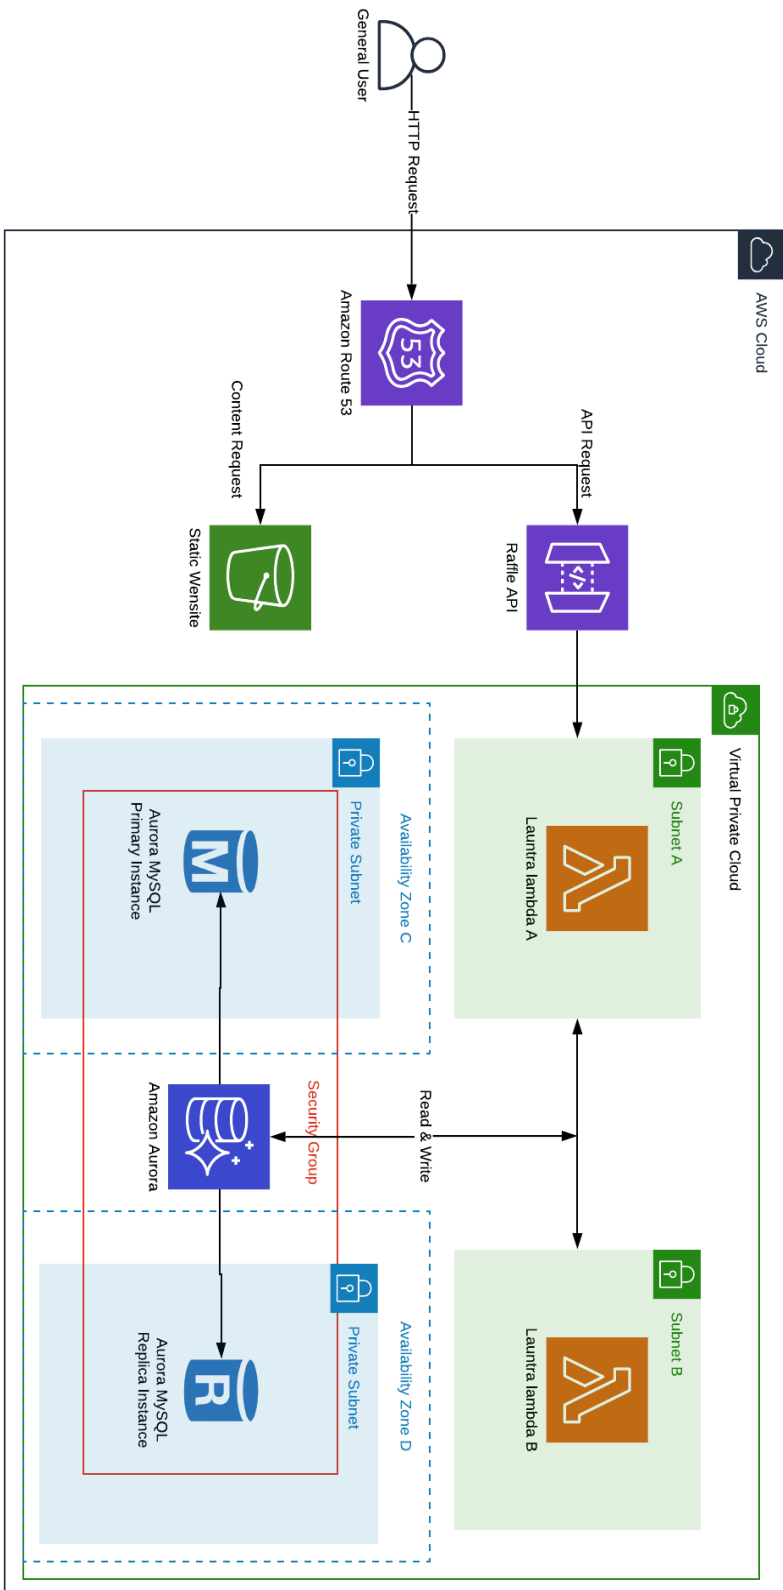 General User
HTTP Request
AWS Cloud
Amazon Route 53
53
API Request
Content Request
Raffle API
</>
Static Wensite
Virtual Private Cloud
Subnet A
Launtra lambda A
Subnet B
Launtra lambda B
Read & Write
Availability Zone C
Private Subnet
M
Aurora MySQL
Primary Instance
Security Group
Amazon Aurora
Availability Zone D
Private Subnet
R
Aurora MySQL
Replica Instance